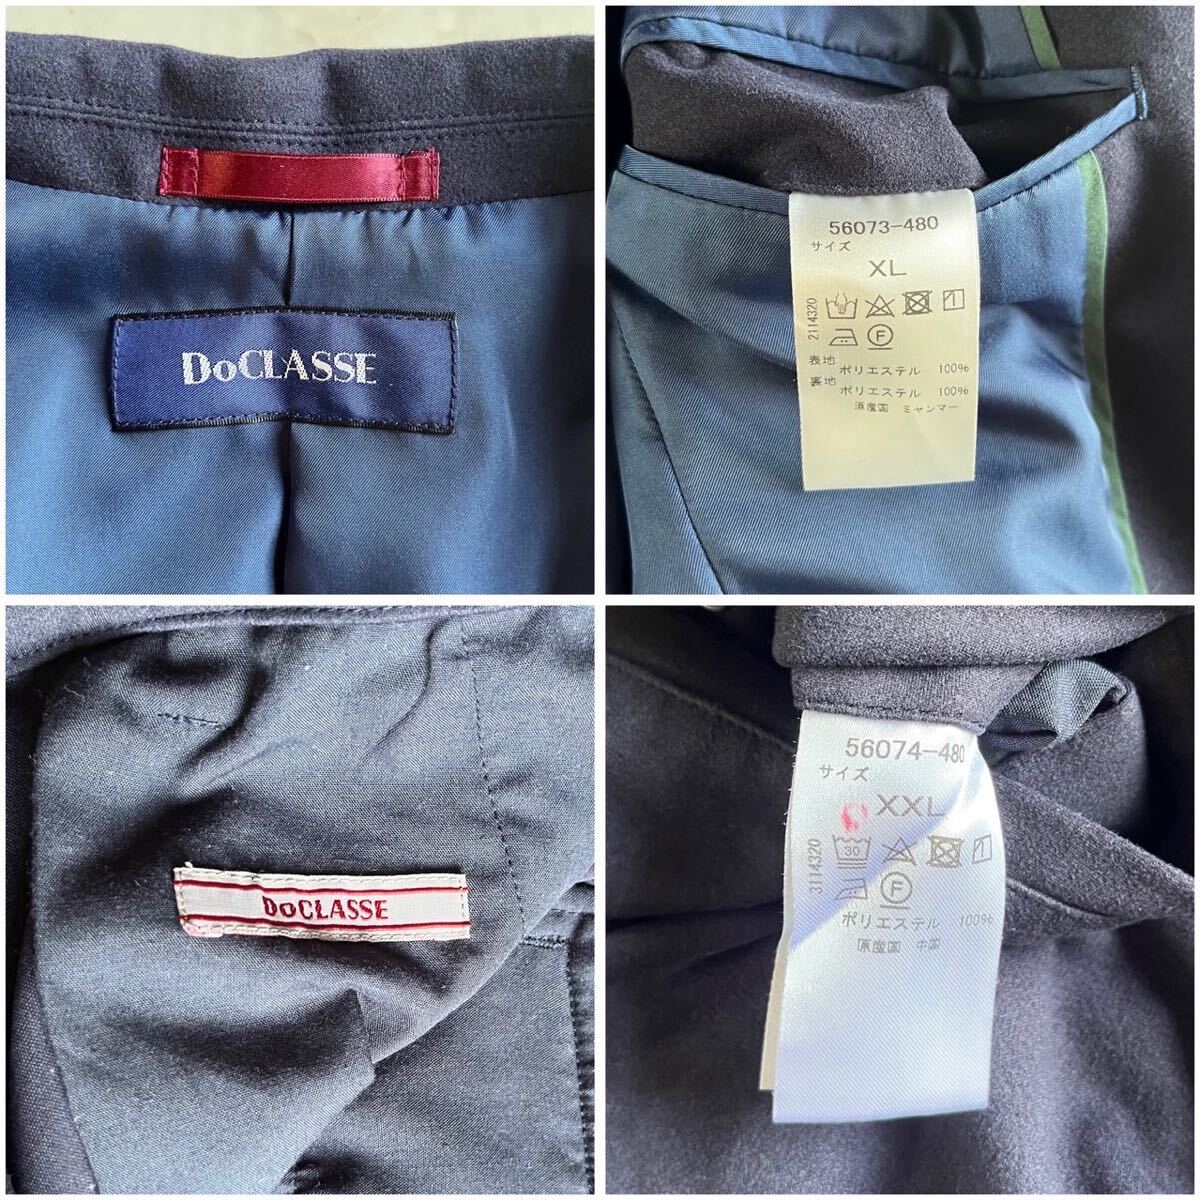 DoCLASSE
56073-480
サイズ
XL
2114320
F
表地
ポリエステル 100%
裏地
ポリエステル 100%
原産国 ミャンマー
DoCLASSE
56074-480
サイズ
XXL
30
3114320
F
ポリエステル 100%
原産国 中国